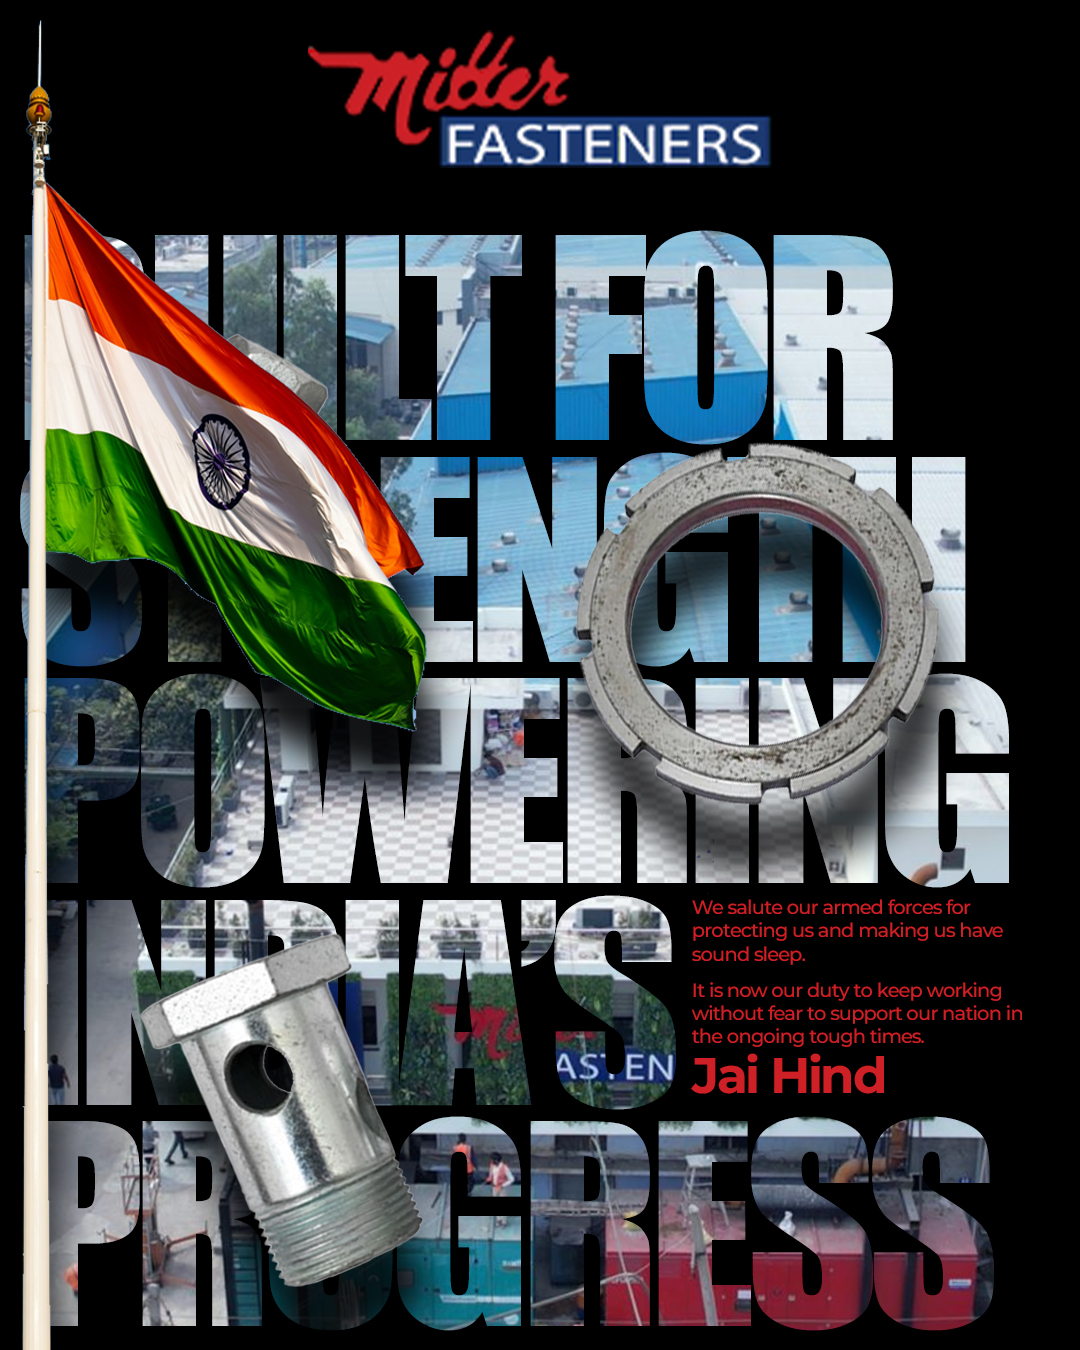 Mitter
FASTENERS
BUILT FOR
STRENGTH
POWERING
INDIA'S
We salute our armed forces for
protecting us and making us have
sound sleep.
It is now our duty to keep working
without fear to support our nation in
the ongoing tough times.
Jai Hind
Mi
ASTEN
PROGRESS